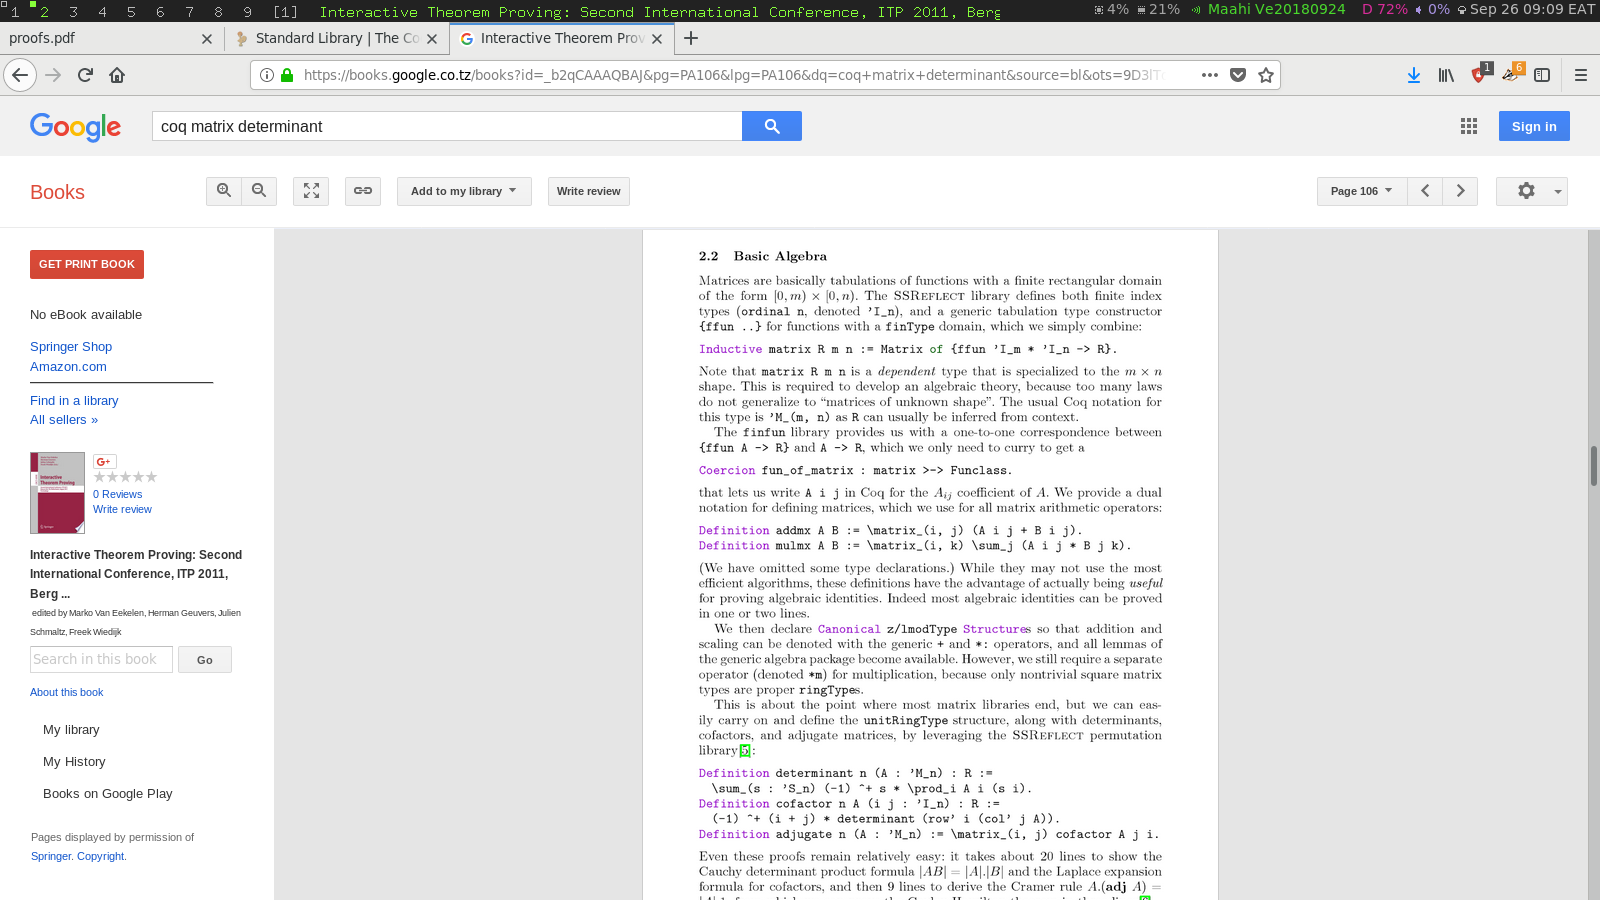 1 2 3 4 5 6 7 8 9 [1] Interactive Theorem Proving: Second International Conference, ITP 2011, Berg
4% 21% Maahi Ve20180924 D 72% 0% Sep 26 09:09 EAT
proofs.pdf Standard Library | The Co Interactive Theorem Prov
https://books.google.co.tz/books?id=_b2qCAAAQBAJ&pg=PA106&lpg=PA106&dq=coq+matrix+determinant&source=bl&ots=9D3lT 1 6
Google coq matrix determinant Sign in
Books Add to my library Write review Page 106
GET PRINT BOOK
No eBook available
Springer Shop
Amazon.com
Find in a library
All sellers »
G+
0 Reviews
Write review
Interactive Theorem Proving: Second
International Conference, ITP 2011,
Berg ...
edited by Marko Van Eekelen, Herman Geuvers, Julien
Schmaltz, Freek Wiedijk
Search in this book Go
About this book
My library
My History
Books on Google Play
Pages displayed by permission of
Springer. Copyright.
2.2 Basic Algebra
Matrices are basically tabulations of functions with a finite rectangular domain
of the form [0, m) × [0, n). The SSREFLECT library defines both finite index
types (ordinal n, denoted ’I_n), and a generic tabulation type constructor
{ffun ..} for functions with a finType domain, which we simply combine:
Inductive matrix R m n := Matrix of {ffun ’I_m * ’I_n -> R}.
Note that matrix R m n is a dependent type that is specialized to the m × n
shape. This is required to develop an algebraic theory, because too many laws
do not generalize to “matrices of unknown shape”. The usual Coq notation for
this type is ’M_(m, n) as R can usually be inferred from context.
The finfun library provides us with a one-to-one correspondence between
{ffun A -> R} and A -> R, which we only need to curry to get a
Coercion fun_of_matrix : matrix >-> Funclass.
that lets us write A i j in Coq for the Aij coefficient of A. We provide a dual
notation for defining matrices, which we use for all matrix arithmetic operators:
Definition addmx A B := \matrix_(i, j) (A i j + B i j).
Definition mulmx A B := \matrix_(i, k) \sum_j (A i j * B j k).
(We have omitted some type declarations.) While they may not use the most
efficient algorithms, these definitions have the advantage of actually being useful
for proving algebraic identities. Indeed most algebraic identities can be proved
in one or two lines.
We then declare Canonical z/lmodType Structures so that addition and
scaling can be denoted with the generic + and *: operators, and all lemmas of
the generic algebra package become available. However, we still require a separate
operator (denoted *m) for multiplication, because only nontrivial square matrix
types are proper ringTypes.
This is about the point where most matrix libraries end, but we can eas-
ily carry on and define the unitRingType structure, along with determinants,
cofactors, and adjugate matrices, by leveraging the SSREFLECT permutation
library 5 :
Definition determinant n (A : ’M_n) : R :=
\sum_(s : ’S_n) (-1) ^+ s * \prod_i A i (s i).
Definition cofactor n A (i j : ’I_n) : R :=
(-1) ^+ (i + j) * determinant (row’ i (col’ j A)).
Definition adjugate n (A : ’M_n) := \matrix_(i, j) cofactor A j i.
Even these proofs remain relatively easy: it takes about 20 lines to show the
Cauchy determinant product formula |AB| = |A|.|B| and the Laplace expansion
formula for cofactors, and then 9 lines to derive the Cramer rule A.(adj A) =